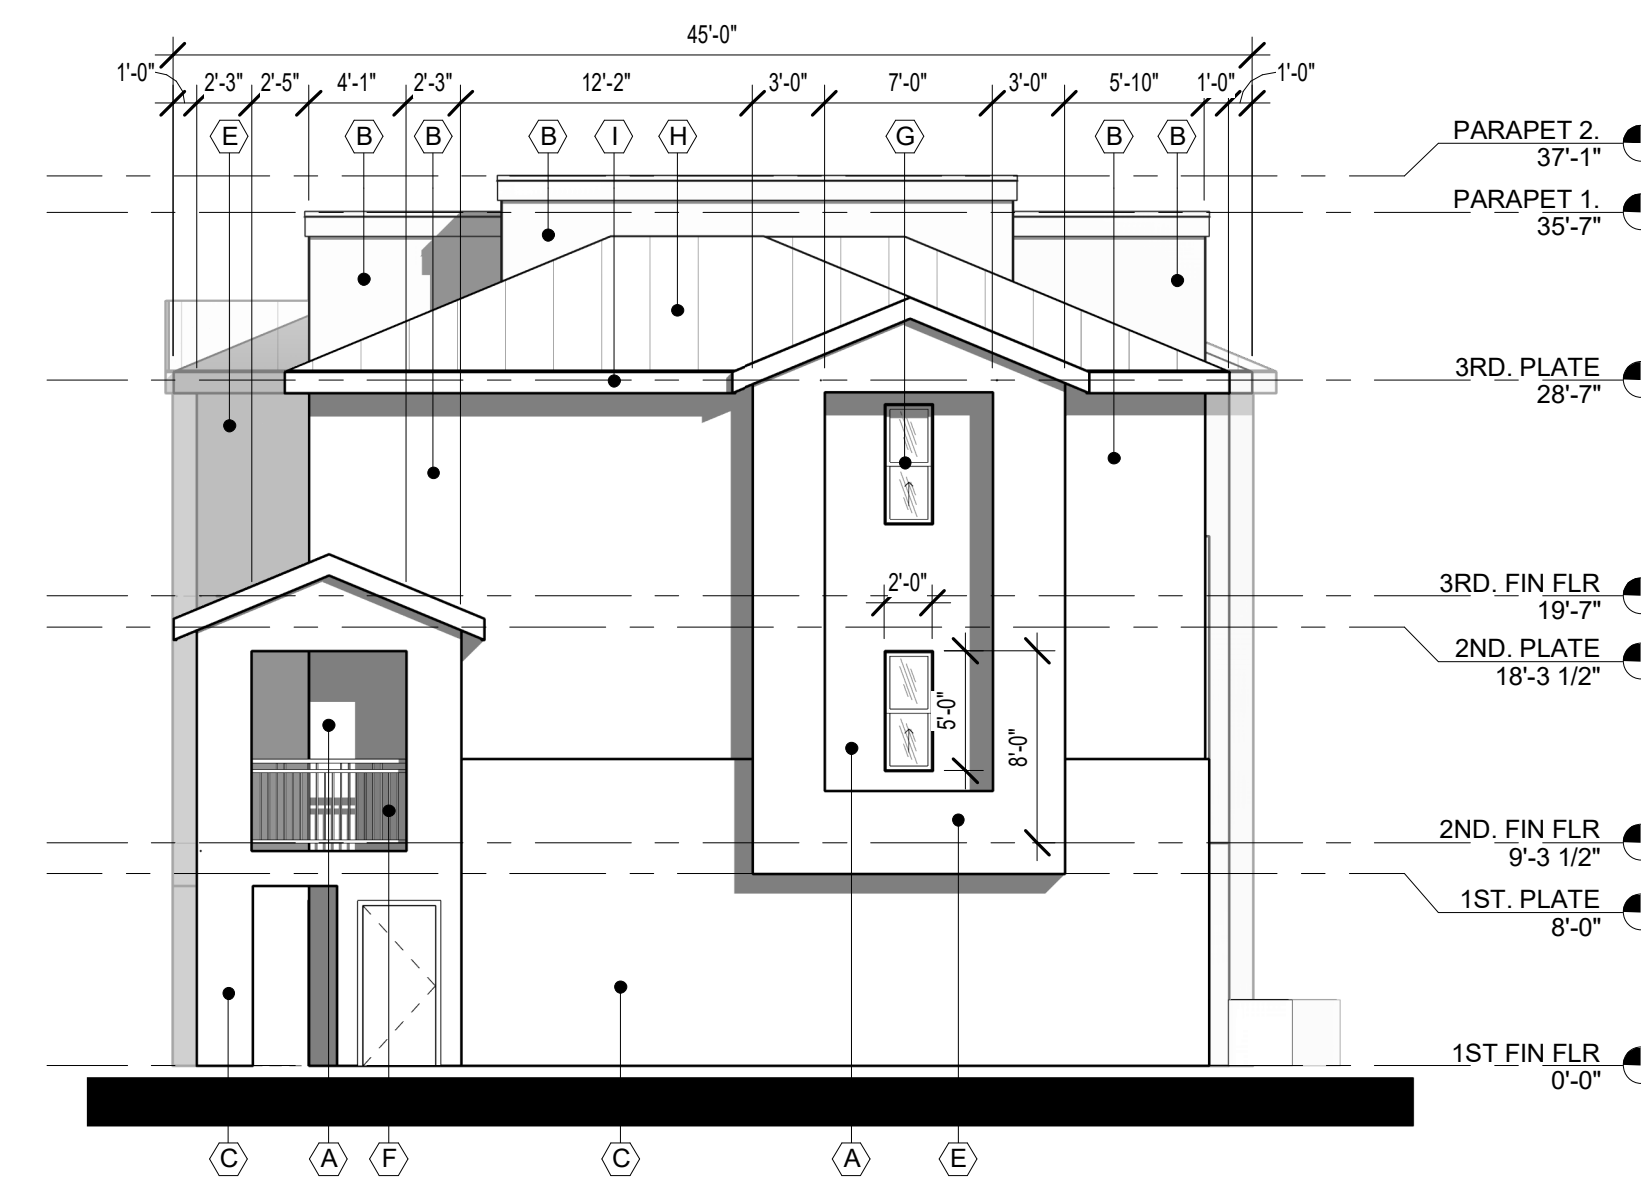 45'-0"
1'-0"
2'-3"
2'-5"
4'-1"
2'-3"
12'-2"
3'-0"
7'-0"
3'-0"
5'-10"
1'-0"
1'-0"
E
B
B
B
I
H
G
B
B
PARAPET 2.
37'-1"
PARAPET 1.
35'-7"
3RD. PLATE
28'-7"
2'-0"
3RD. FIN FLR
19'-7"
2ND. PLATE
18'-3 1/2"
5'-0"
8'-0"
2ND. FIN FLR
9'-3 1/2"
1ST. PLATE
8'-0"
1ST FIN FLR
0'-0"
C
A
F
C
A
E